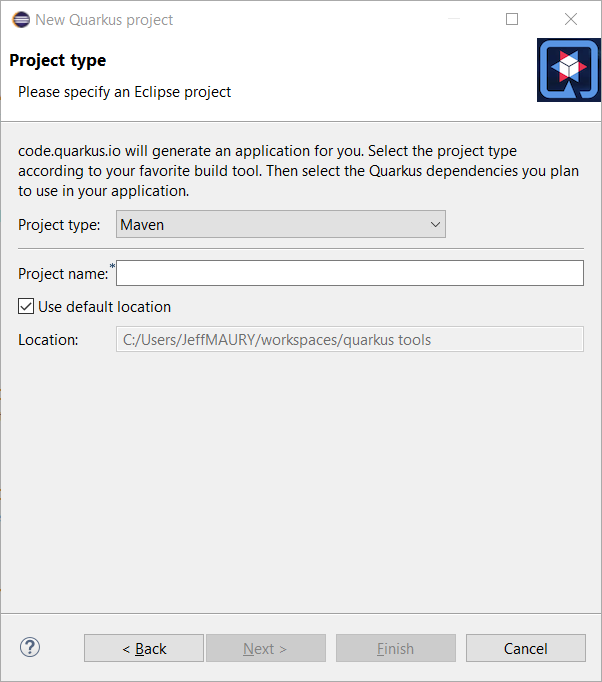 New Quarkus project
Project type
Please specify an Eclipse project
code.quarkus.io will generate an application for you. Select the project type
according to your favorite build tool. Then select the Quarkus dependencies you plan
to use in your application.
Project type: Maven
Project name:*
Use default location
Location: C:/Users/JeffMAURY/workspaces/quarkus tools
? < Back Next > Finish Cancel